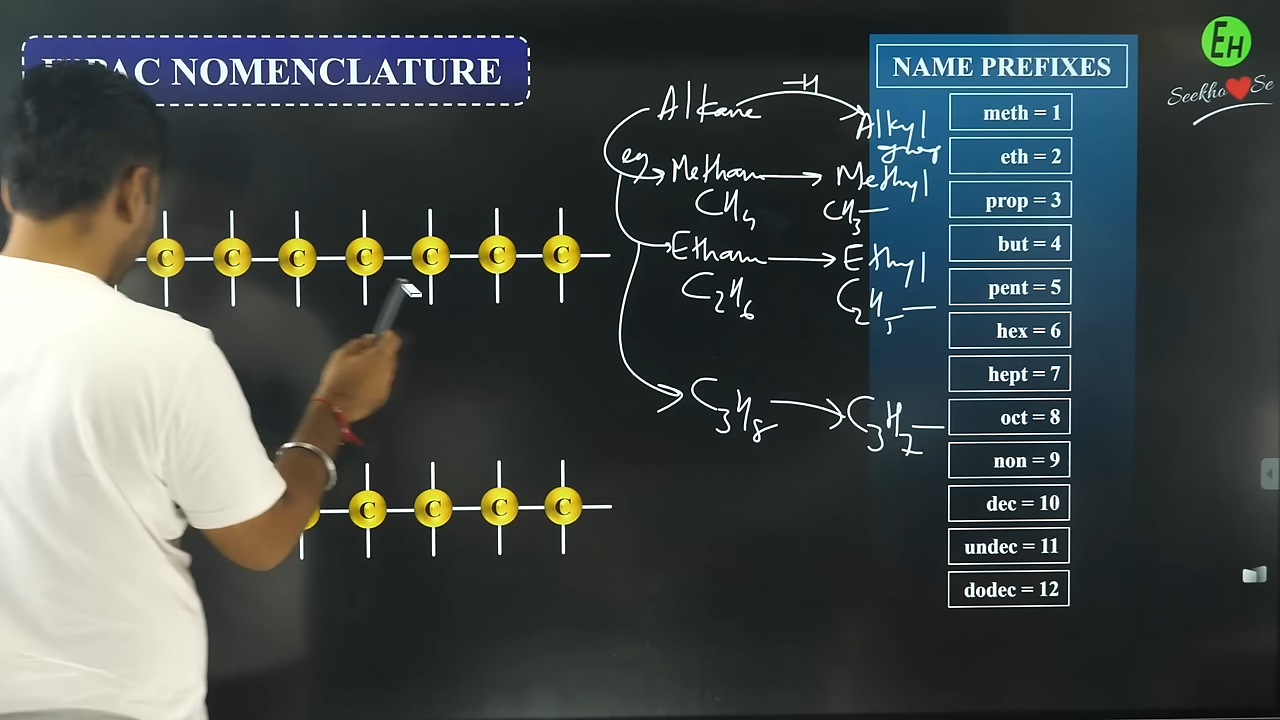 PAC NOMENCLATURE
NAME PREFIXES
EH
Seekho Se
Alkane -H Alkyl
group
eg Methane Methyl
CH4 CH3—
Ethane Ethyl
C2H6 C2H5—
C3H8 C3H7—
meth = 1
eth = 2
prop = 3
but = 4
pent = 5
hex = 6
hept = 7
oct = 8
non = 9
dec = 10
undec = 11
dodec = 12
C C C C C C C
C C C C